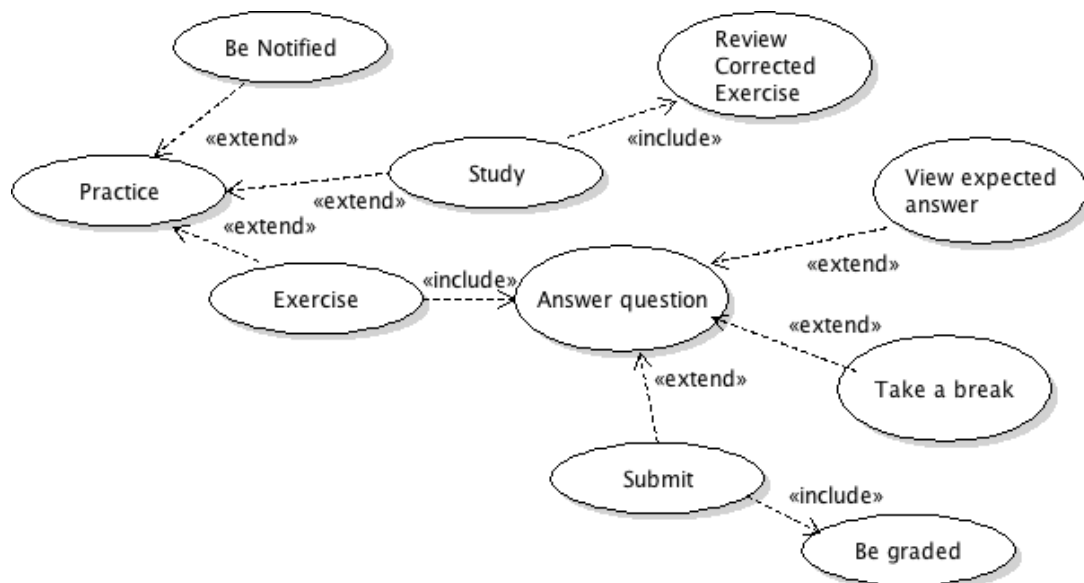 Be Notified
Review
Corrected
Exercise
«extend»
«include»
Practice
Study
«extend»
«extend»
View expected
answer
«extend»
Exercise
«include»
Answer question
«extend»
Take a break
«extend»
Submit
«include»
Be graded